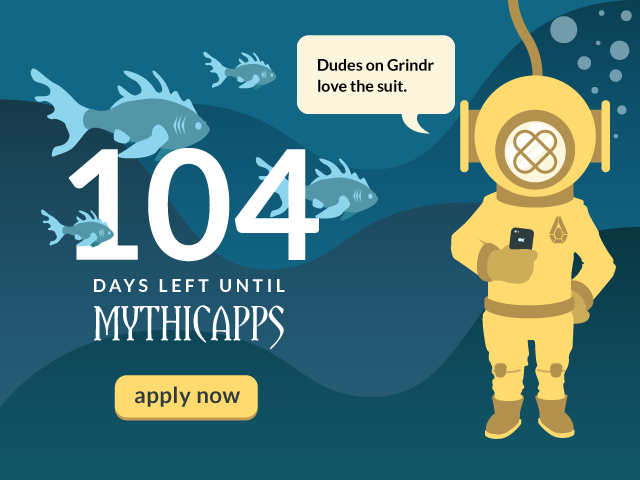 Dudes on Grindr
love the suit.
104
DAYS LEFT UNTIL
MYTHICAPPS
apply now